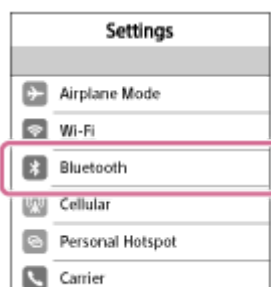 Settings
Airplane Mode
Wi-Fi
Bluetooth
Cellular
Personal Hotspot
Carrier